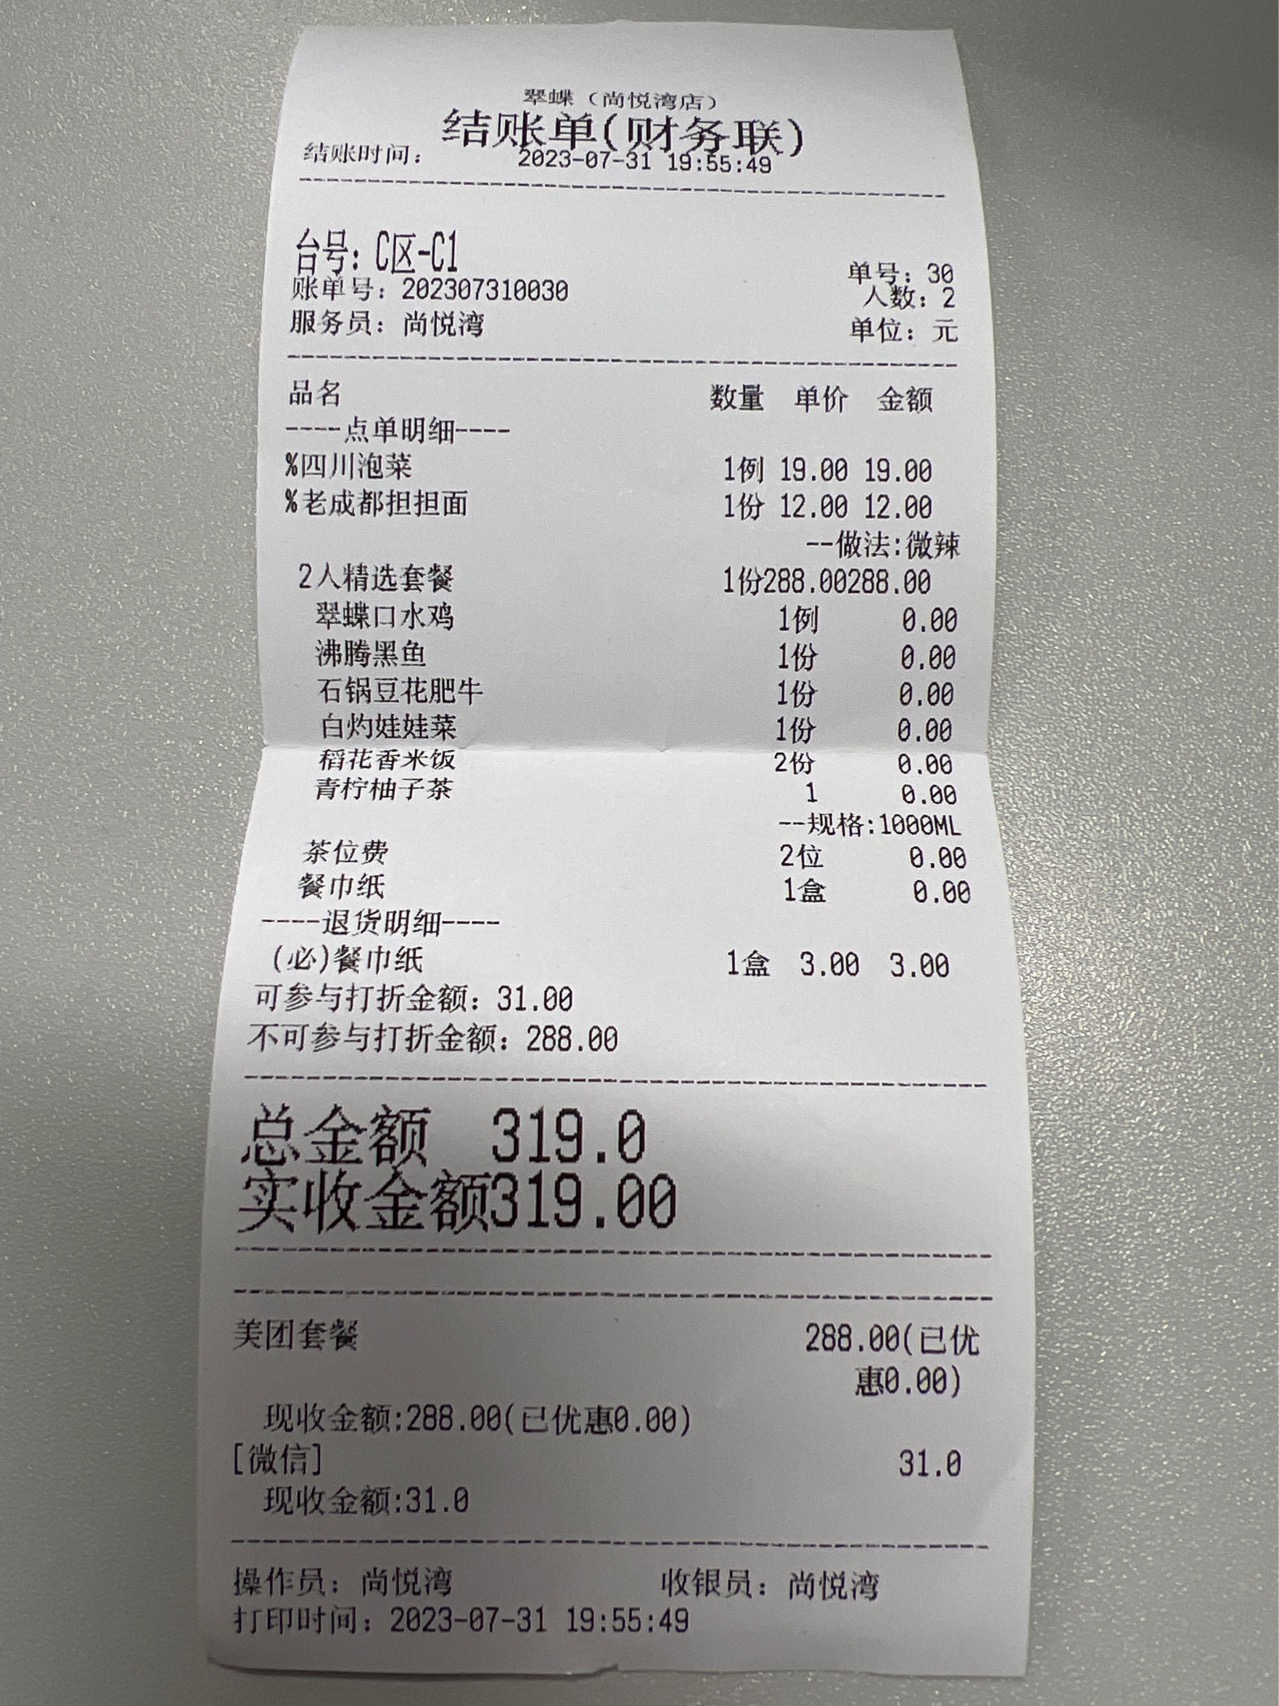 翠蝶（尚悦湾店）
结账单(财务联)
结账时间： 2023-07-31 19:55:49
台号: C区-C1
单号: 30
账单号: 202307310030
人数: 2
服务员: 尚悦湾 单位: 元
品名 数量 单价 金额
----点单明细----
%四川泡菜 1例 19.00 19.00
%老成都担担面 1份 12.00 12.00
--做法:微辣
2人精选套餐 1份288.00288.00
翠蝶口水鸡 1例 0.00
沸腾黑鱼 1份 0.00
石锅豆花肥牛 1份 0.00
白灼娃娃菜 1份 0.00
稻花香米饭 2份 0.00
青柠柚子茶 1 0.00
--规格:1000ML
茶位费 2位 0.00
餐巾纸 1盒 0.00
----退货明细----
(必)餐巾纸 1盒 3.00 3.00
可参与打折金额: 31.00
不可参与打折金额: 288.00
总金额 319.0
实收金额319.00
美团套餐 288.00(已优
惠0.00)
现收金额:288.00(已优惠0.00)
[微信] 31.0
现收金额:31.0
操作员: 尚悦湾 收银员: 尚悦湾
打印时间: 2023-07-31 19:55:49